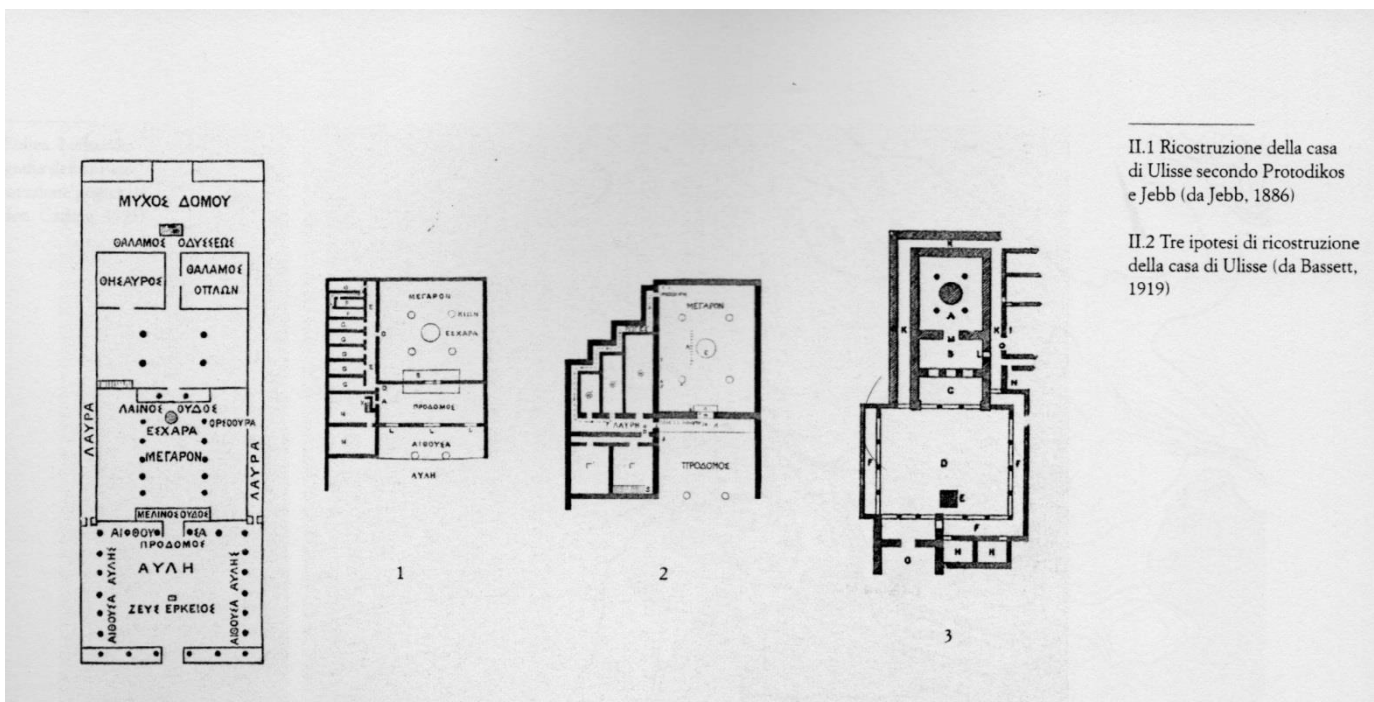 ΜΥΧΟΣ ΔΟΜΟΥ
ΘΑΛΑΜΟΣ ΟΔΥΣΣΕΩΣ
ΘΗΣΑΥΡΟΣ
ΘΑΛΑΜΟΣ
ΟΠΛΩΝ
ΛΑΥΡΑ
ΛΑΙΝΟΣ ΟΥΔΟΣ
ΕΣΧΑΡΑ
ΟΡΣΟΘΥΡΑ
ΜΕΓΑΡΟΝ
ΛΑΥΡΑ
ΜΕΛΙΝΟΣ ΟΥΔΟΣ
ΑΙΘΟΥΣΑ
ΠΡΟΔΟΜΟΣ
ΑΥΛΗ
ΖΕΥΣ ΕΡΚΕΙΟΣ
ΑΙΘΟΥΣΑ ΑΥΛΗΣ
ΑΙΘΟΥΣΑ ΑΥΛΗΣ
ΜΕΓΑΡΟΝ
ΚΙΩΝ
ΕΣΧΑΡΑ
ΠΡΟΔΟΜΟΣ
ΑΙΘΟΥΣΑ
ΑΥΛΗ
1
ΜΕΓΑΡΟΝ
ΛΑΥΡΗ
ΠΡΟΔΟΜΟΣ
2
K
A
K
K
M
B
L
C
D
E
F
F
F
H
H
G
3
II.1 Ricostruzione della casa
di Ulisse secondo Protodikos
e Jebb (da Jebb, 1886)
II.2 Tre ipotesi di ricostruzione
della casa di Ulisse (da Bassett,
1919)